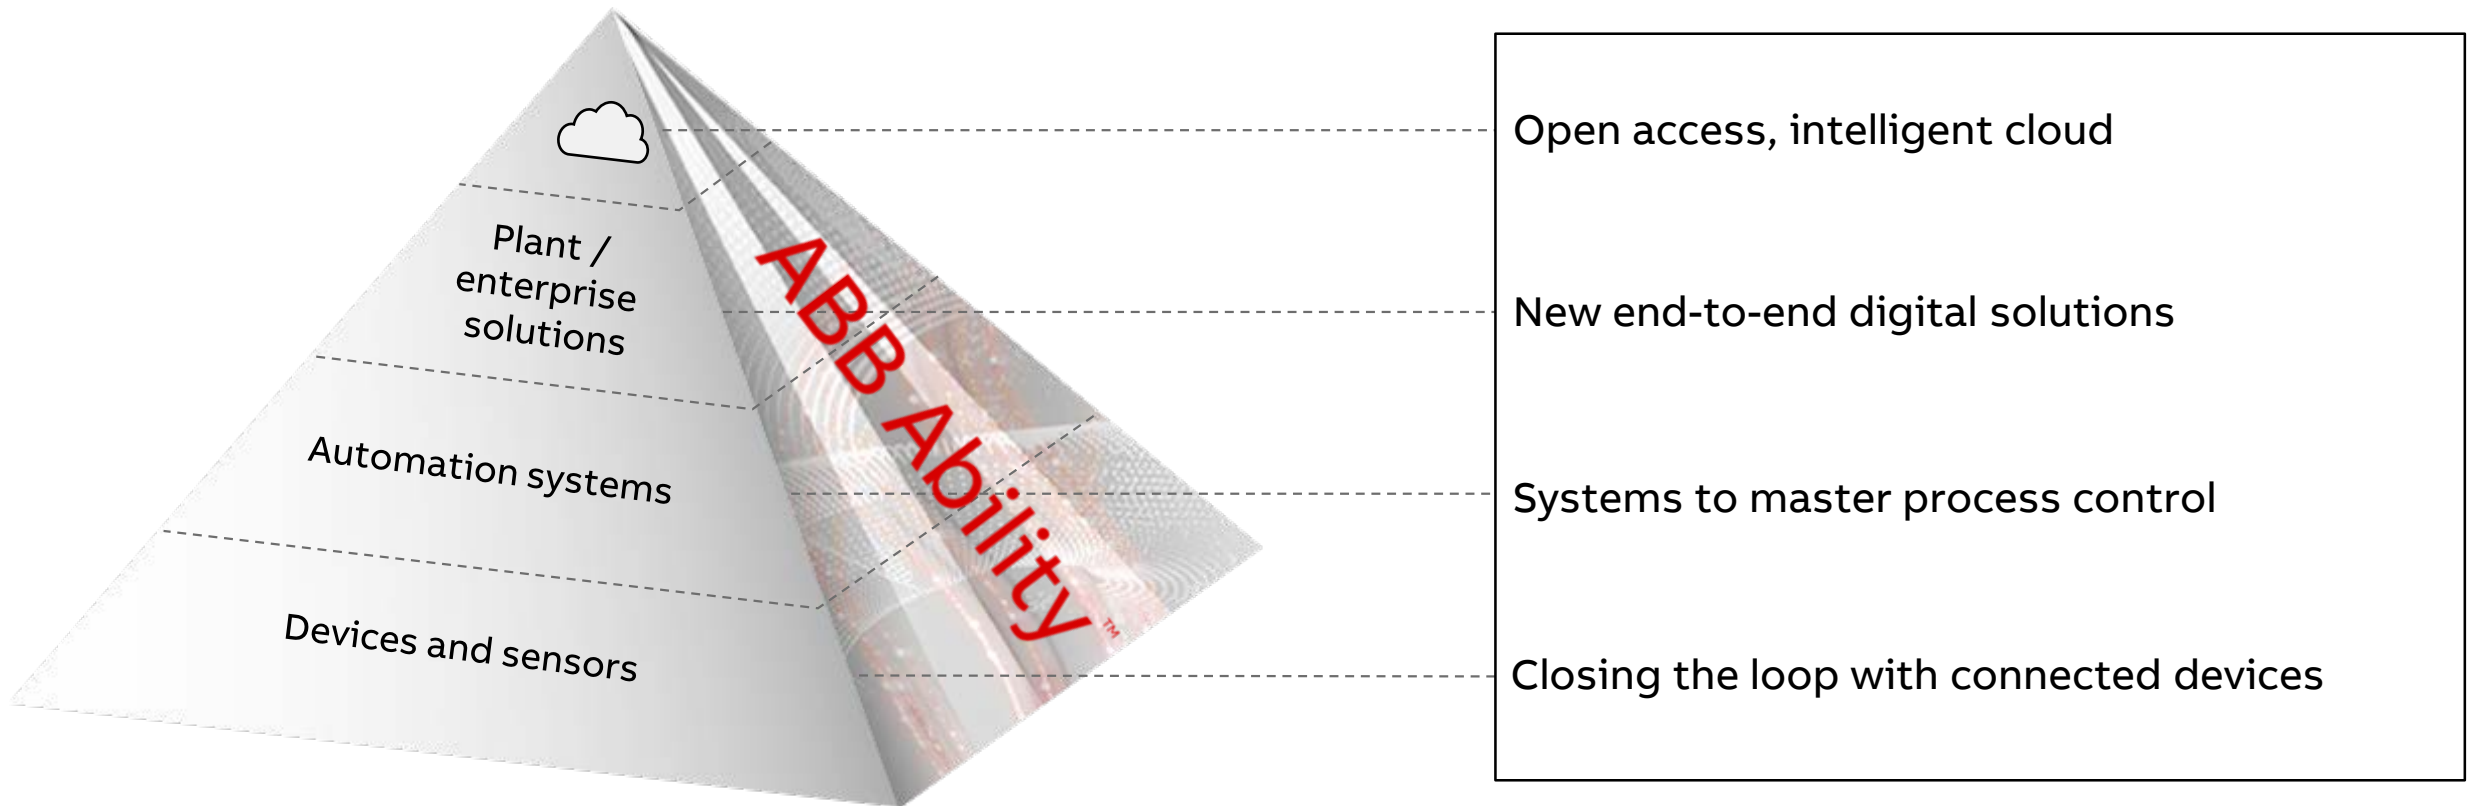 Plant /
enterprise
solutions
Automation systems
Devices and sensors
ABB Ability™
Open access, intelligent cloud
New end-to-end digital solutions
Systems to master process control
Closing the loop with connected devices